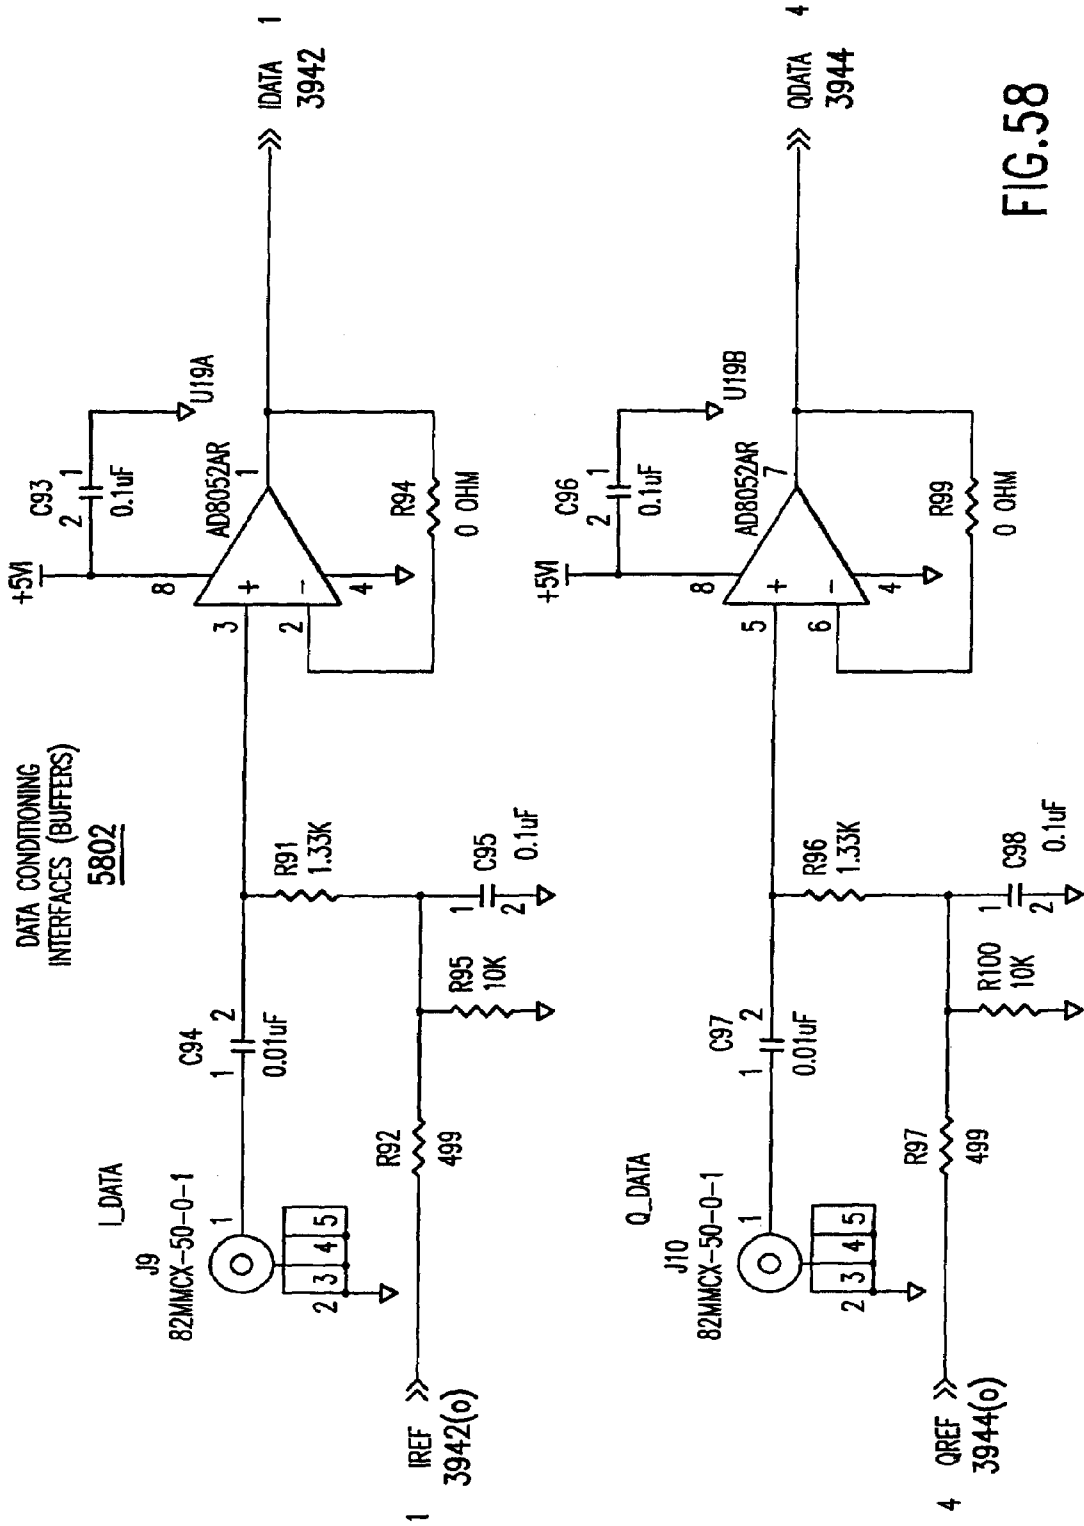 DATA CONDITIONING
INTERFACES (BUFFERS)
5802
I_DATA
J9
82MMCX-50-0-1
1
2
3
4
5
C94
1
2
0.01uF
R91
1.33K
1
IREF
3942(o)
R92
499
R95
10K
1
2
C95
0.1uF
+5VI
C93
2
1
0.1uF
U19A
AD8052AR
8
3
+
2
-
4
1
R94
0 OHM
IDATA
1
3942
Q_DATA
J10
82MMCX-50-0-1
1
2
3
4
5
C97
1
2
0.01uF
R96
1.33K
4
QREF
3944(o)
R97
499
R100
10K
1
2
C98
0.1uF
+5VI
C96
2
1
0.1uF
U19B
AD8052AR
8
5
+
6
-
4
7
R99
0 OHM
QDATA
4
3944
FIG.58